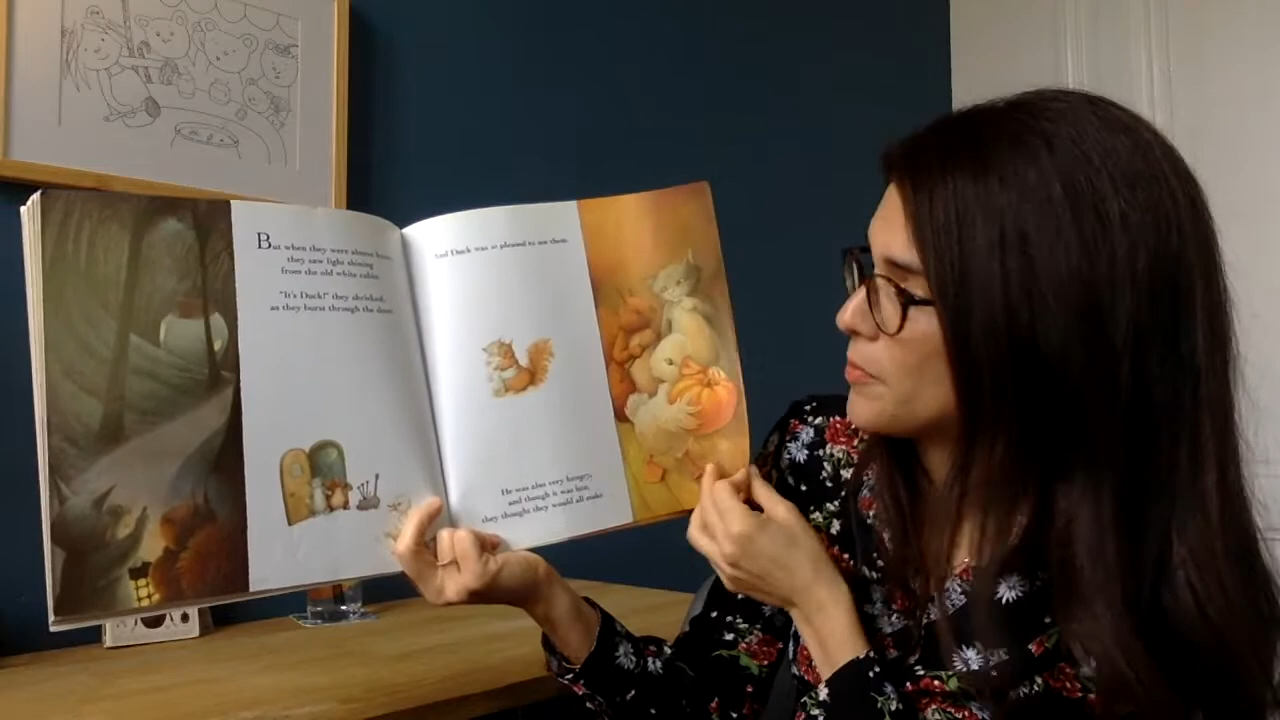 But when they were almost home,
they saw light shining
from the old white cabin.
"It's Duck!" they shrieked,
as they burst through the door.
And Duck was so pleased to see them.
He was also very hungry,
and though it was late,
they thought they would all make